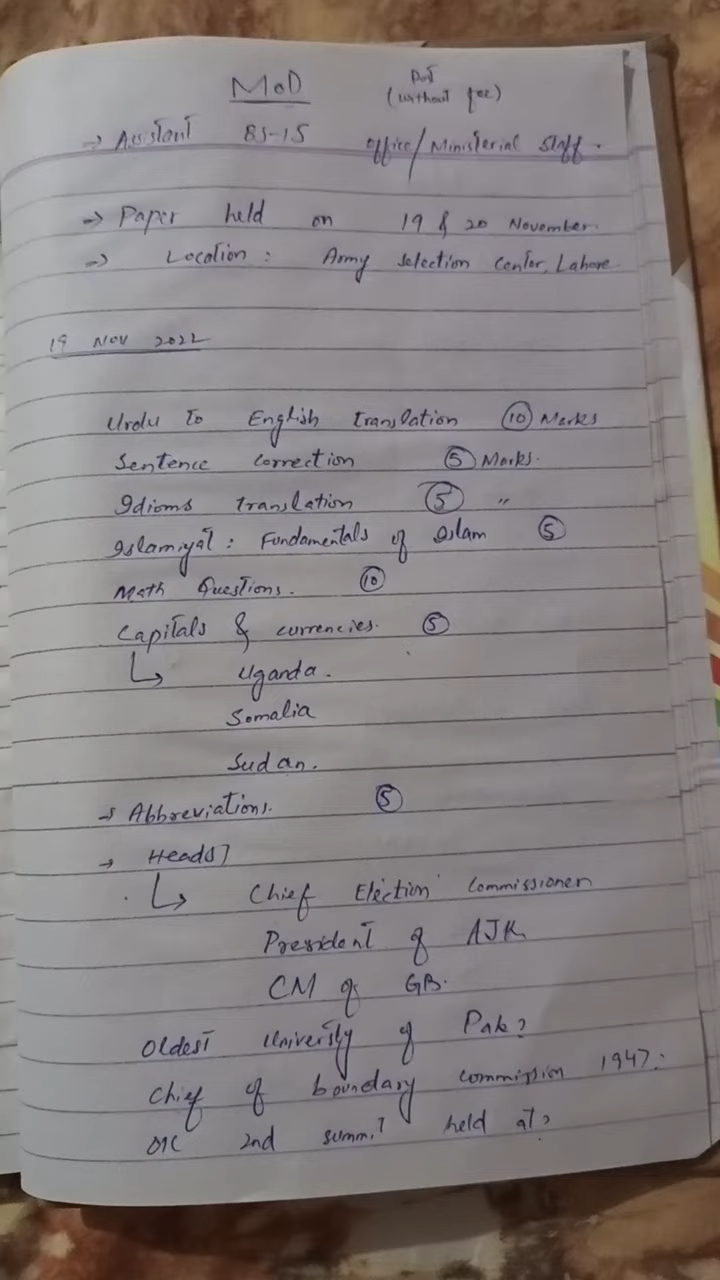 MoD Post
(without fee)
→ Assistant BS-15 office/Ministerial Staff.
→ Paper held on 19 & 20 November.
→ Location: Army Selection Center, Lahore
19 Nov 2022
Urdu to English translation (10) Marks
Sentence correction (5) Marks.
Idioms translation (5) "
Islamiyat: Fundamentals of Islam (5)
Math Questions. (10)
Capitals & currencies. (5)
↳ Uganda.
Somalia
Sudan.
→ Abbreviations. (5)
→ Heads]
↳ Chief Election Commissioner
President of AJK
CM of GB.
Oldest University of Pak?
Chief of boundary commission 1947:
OIC 2nd summit held at?